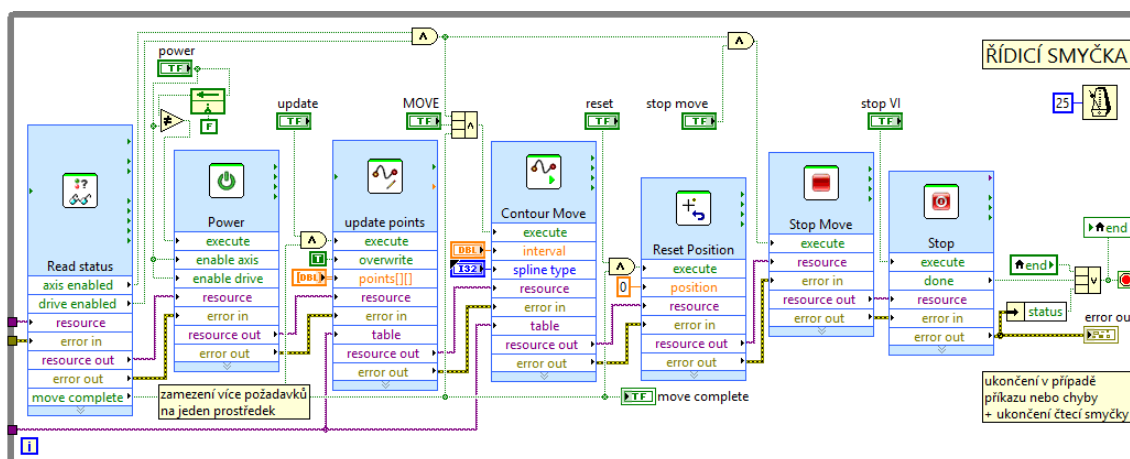 power
TF
F
update
TF
MOVE
TF
reset
TF
stop move
TF
stop VI
TF
ŘÍDICÍ SMYČKA
25
Read status
axis enabled
drive enabled
resource
error in
resource out
error out
move complete
Power
execute
enable axis
enable drive
resource
error in
resource out
error out
update points
execute
overwrite
points[][]
resource
error in
table
resource out
error out
T
[DBL]
Contour Move
execute
interval
spline type
resource
error in
table
resource out
error out
DBL
I32
Reset Position
execute
position
resource
error in
resource out
error out
0
Stop Move
execute
resource
error in
resource out
error out
Stop
execute
done
resource
error in
resource out
error out
end
end
status
error ou
TF
move complete
zamezení více požadavků
na jeden prostředek
ukončení v případě
příkazu nebo chyby
+ ukončení čtecí smyčky
i